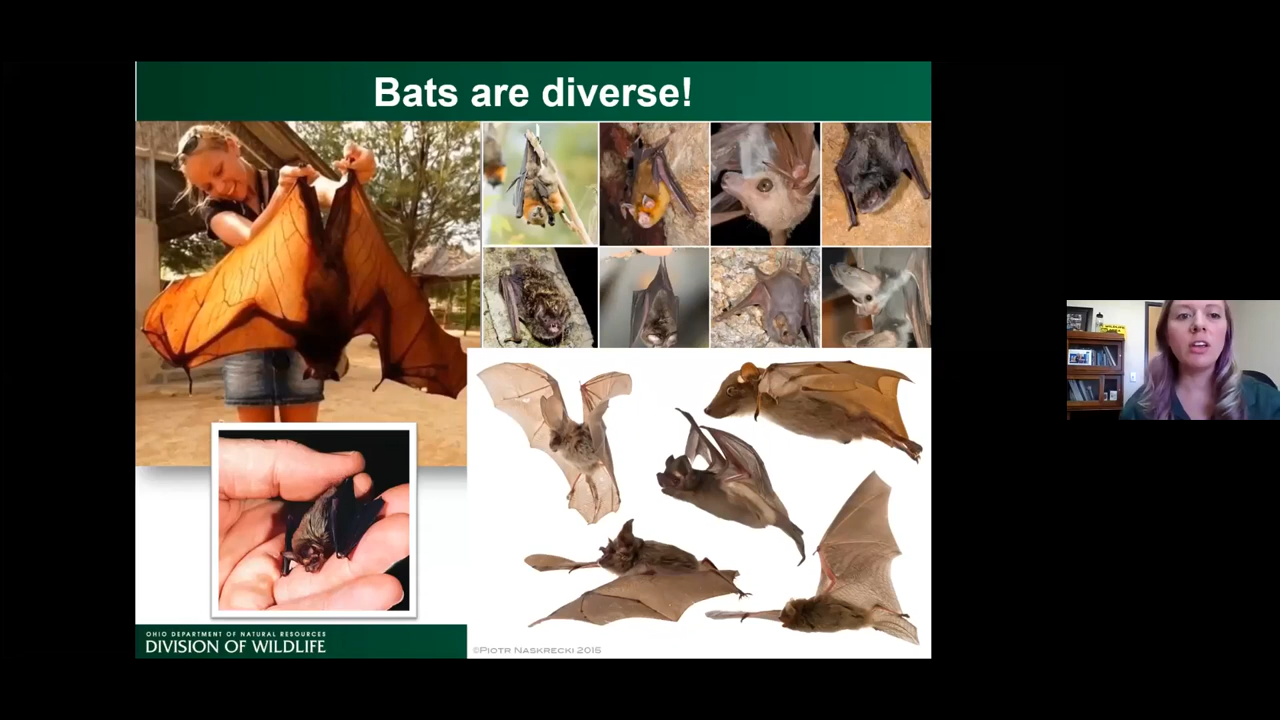 Bats are diverse!
OHIO DEPARTMENT OF NATURAL RESOURCES
DIVISION OF WILDLIFE
©PIOTR NASKRECKI 2015